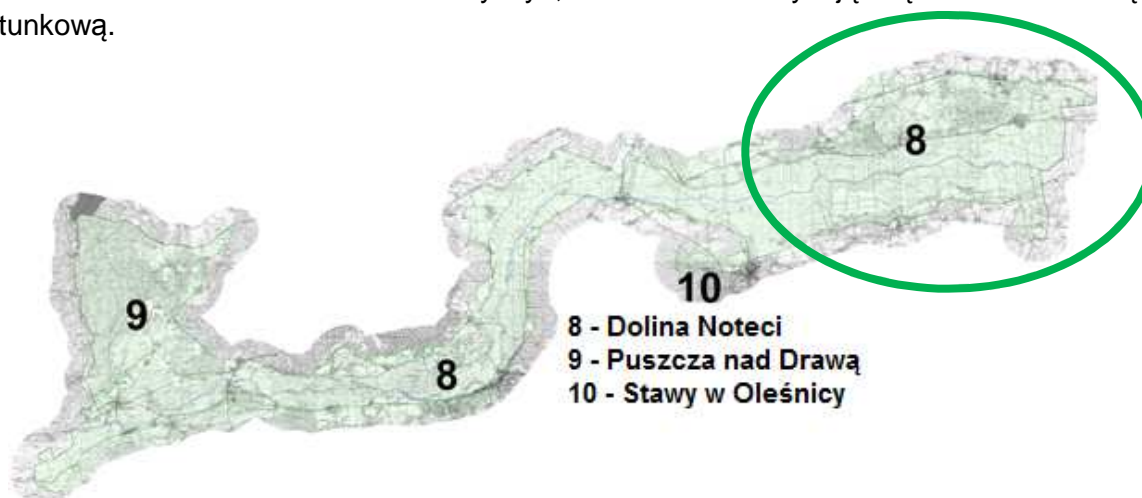 tunkową.
8
9
10
8
8 - Dolina Noteci
9 - Puszcza nad Drawą
10 - Stawy w Oleśnicy